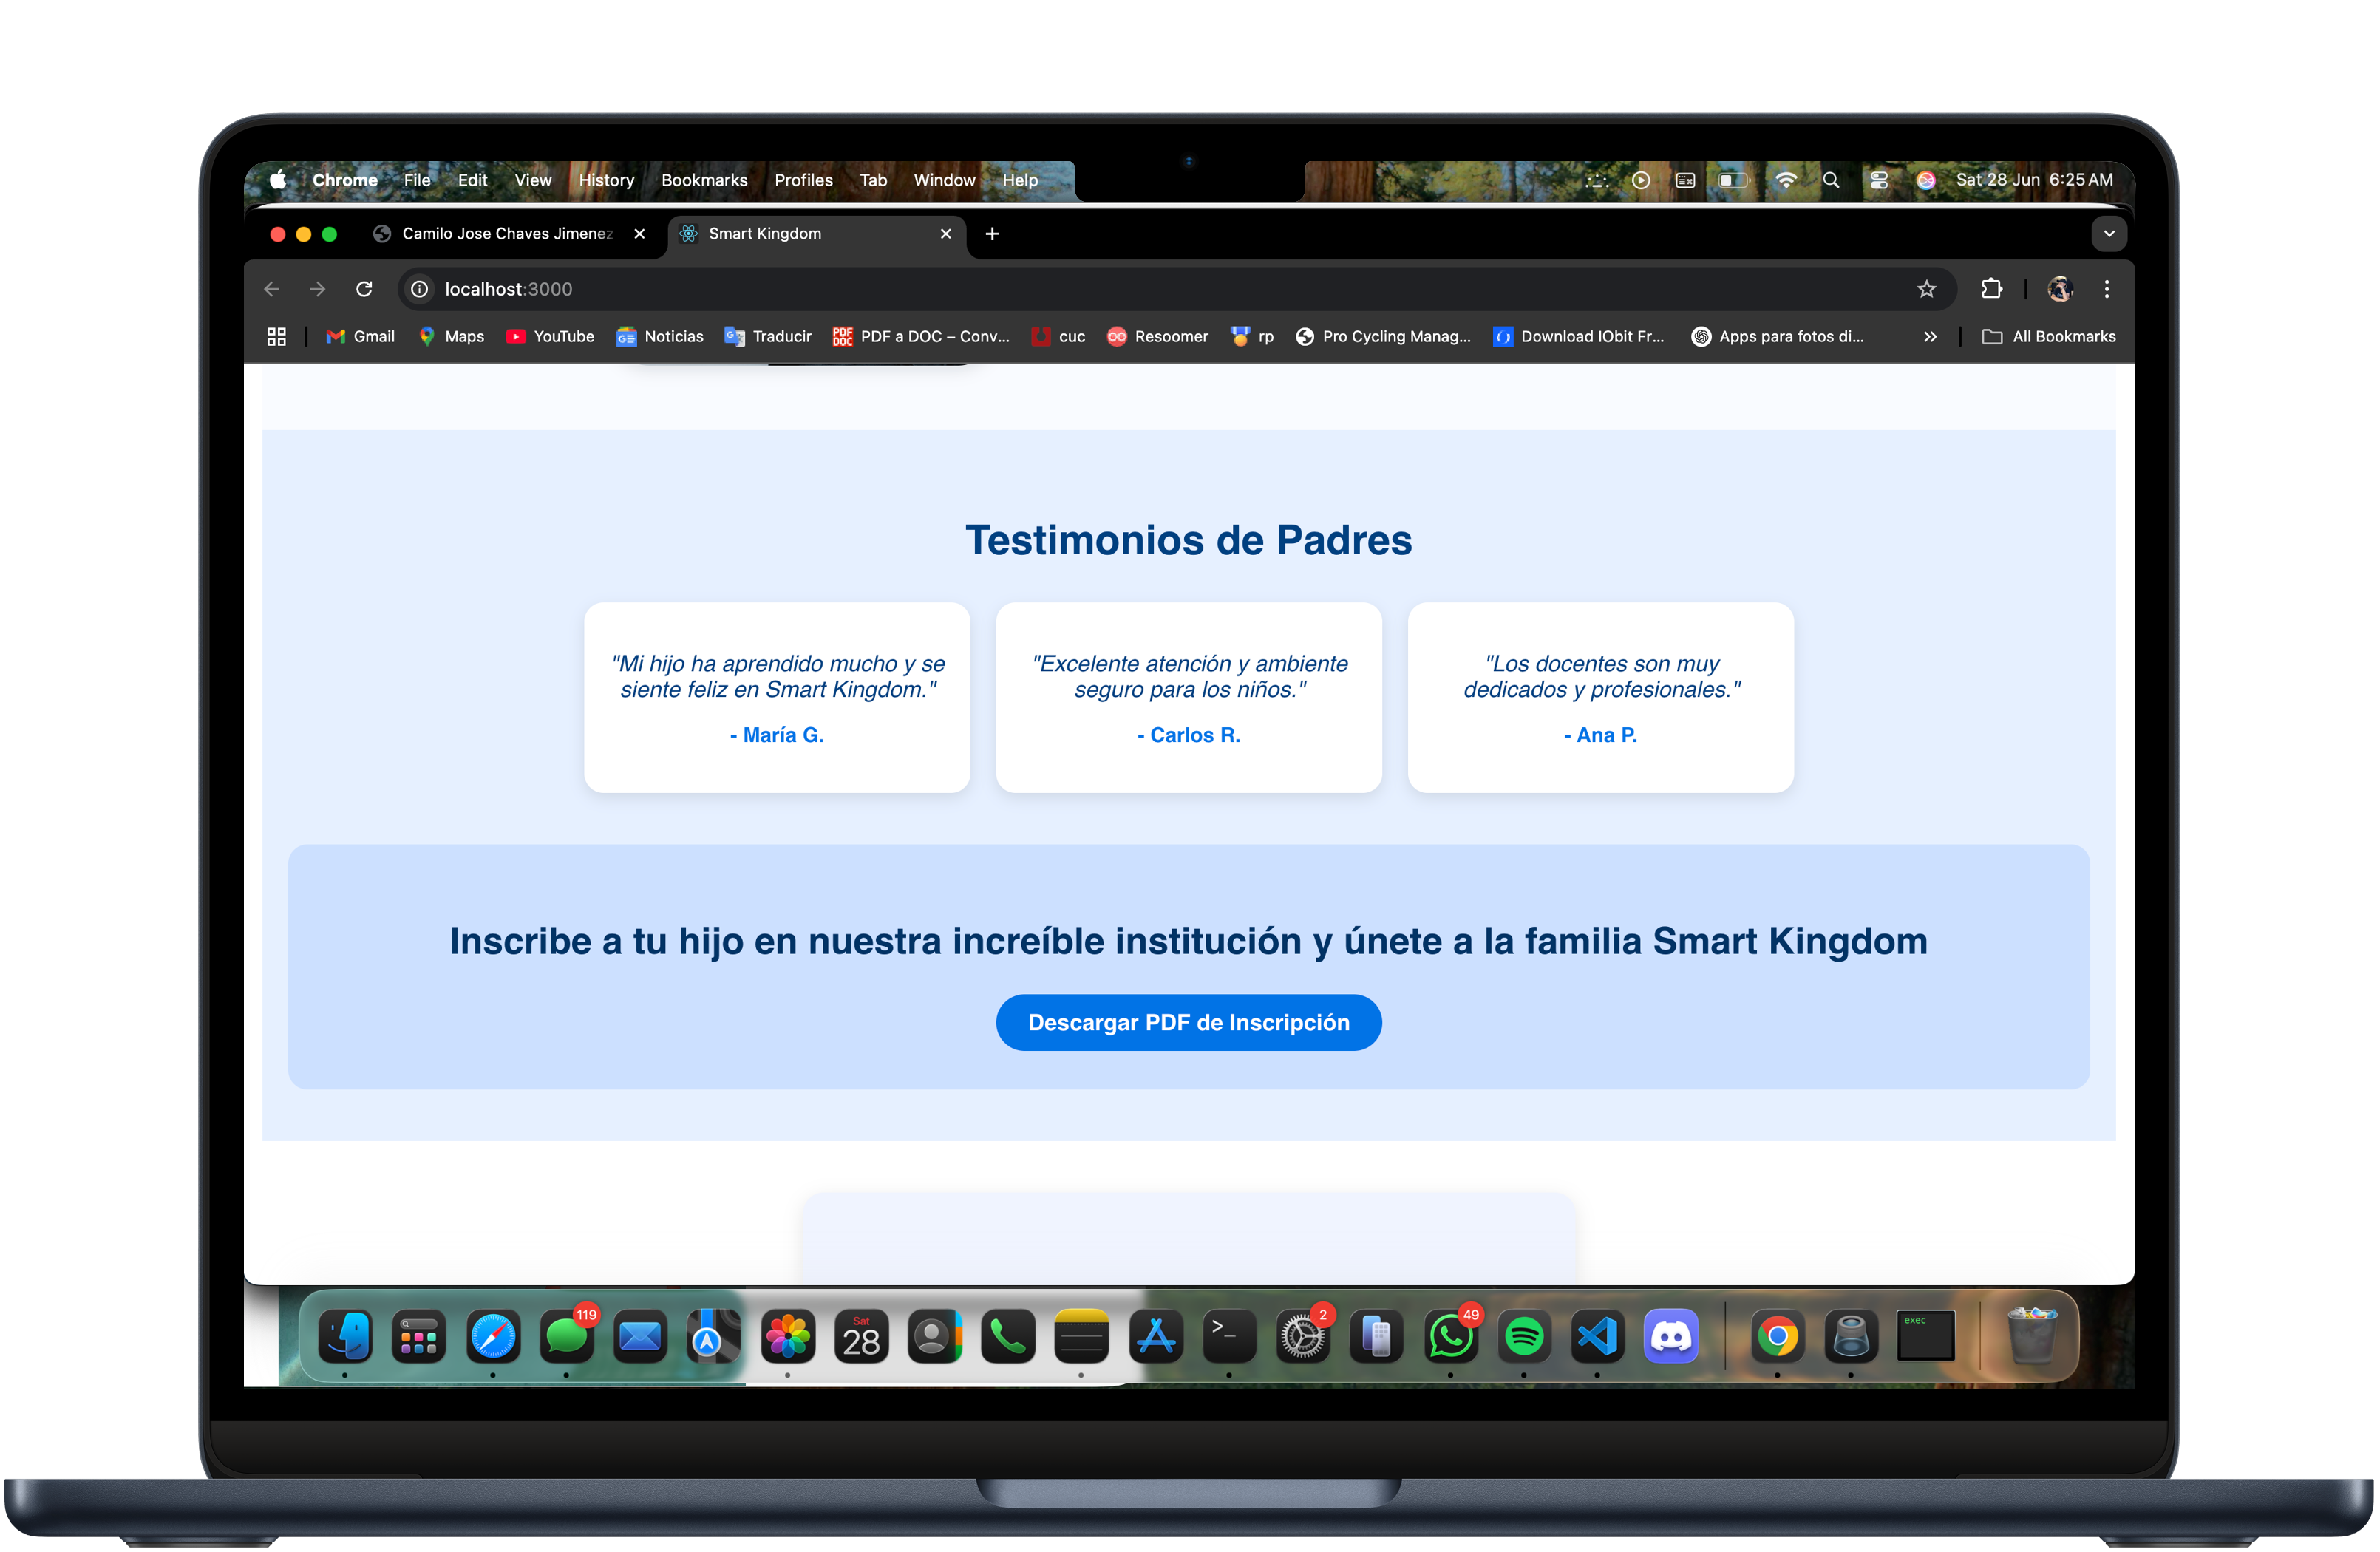 Chrome File Edit View History Bookmarks Profiles Tab Window Help Sat 28 Jun 6:25 AM
Camilo Jose Chaves Jimenez Smart Kingdom
localhost:3000
Gmail Maps YouTube Noticias Traducir PDF DOC PDF a DOC – Conv... cuc Resoomer rp Pro Cycling Manag... Download IObit Fr... Apps para fotos di... » All Bookmarks
Testimonios de Padres
"Mi hijo ha aprendido mucho y se
siente feliz en Smart Kingdom."
- María G.
"Excelente atención y ambiente
seguro para los niños."
- Carlos R.
"Los docentes son muy
dedicados y profesionales."
- Ana P.
Inscribe a tu hijo en nuestra increíble institución y únete a la familia Smart Kingdom
Descargar PDF de Inscripción
119 Sat 28 >_ 2 49 exec